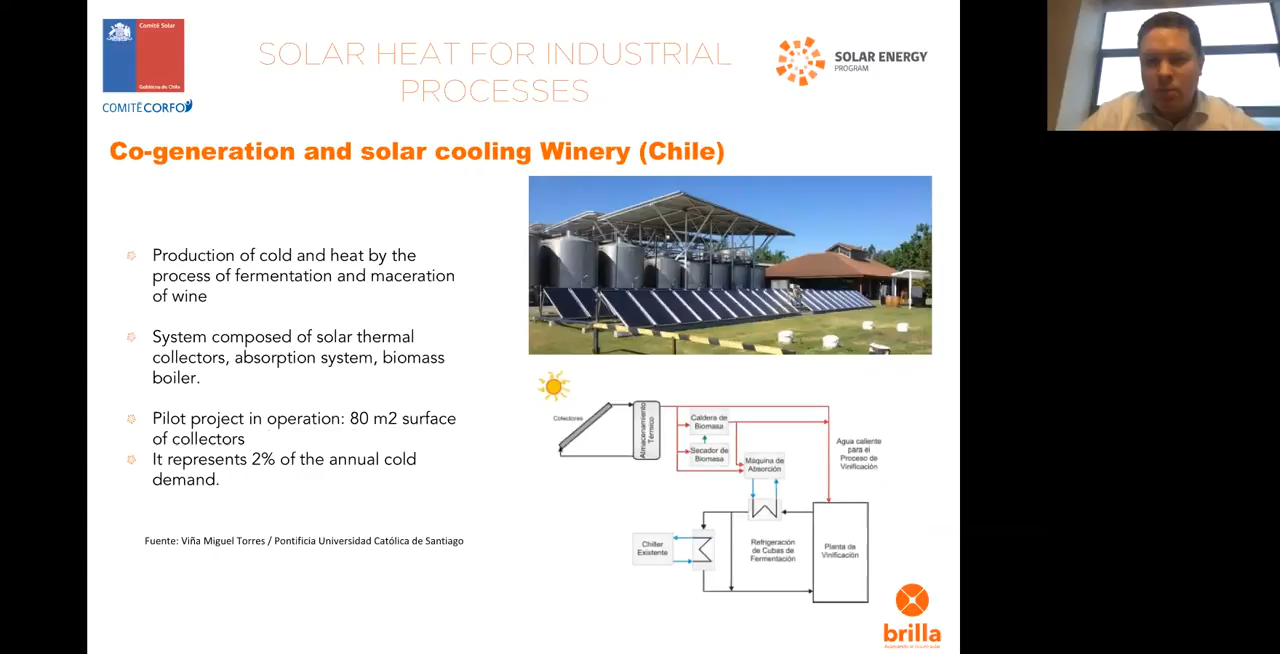 Comité Solar
Gobierno de Chile
COMITÉ CORFO
SOLAR HEAT FOR INDUSTRIAL
PROCESSES
SOLAR ENERGY
PROGRAM
Co-generation and solar cooling Winery (Chile)
Production of cold and heat by the
process of fermentation and maceration
of wine
System composed of solar thermal
collectors, absorption system, biomass
boiler.
Pilot project in operation: 80 m2 surface
of collectors
It represents 2% of the annual cold
demand.
Fuente: Viña Miguel Torres / Pontificia Universidad Católica de Santiago
Colectores
Almacenamiento
Térmico
Caldera de
Biomasa
Secador de
Biomasa
Máquina de
Absorción
Agua caliente
para el
Proceso de
Vinificación
Chiller
Existente
Refrigeración
de Cubas de
Fermentación
Planta de
Vinificación
brilla